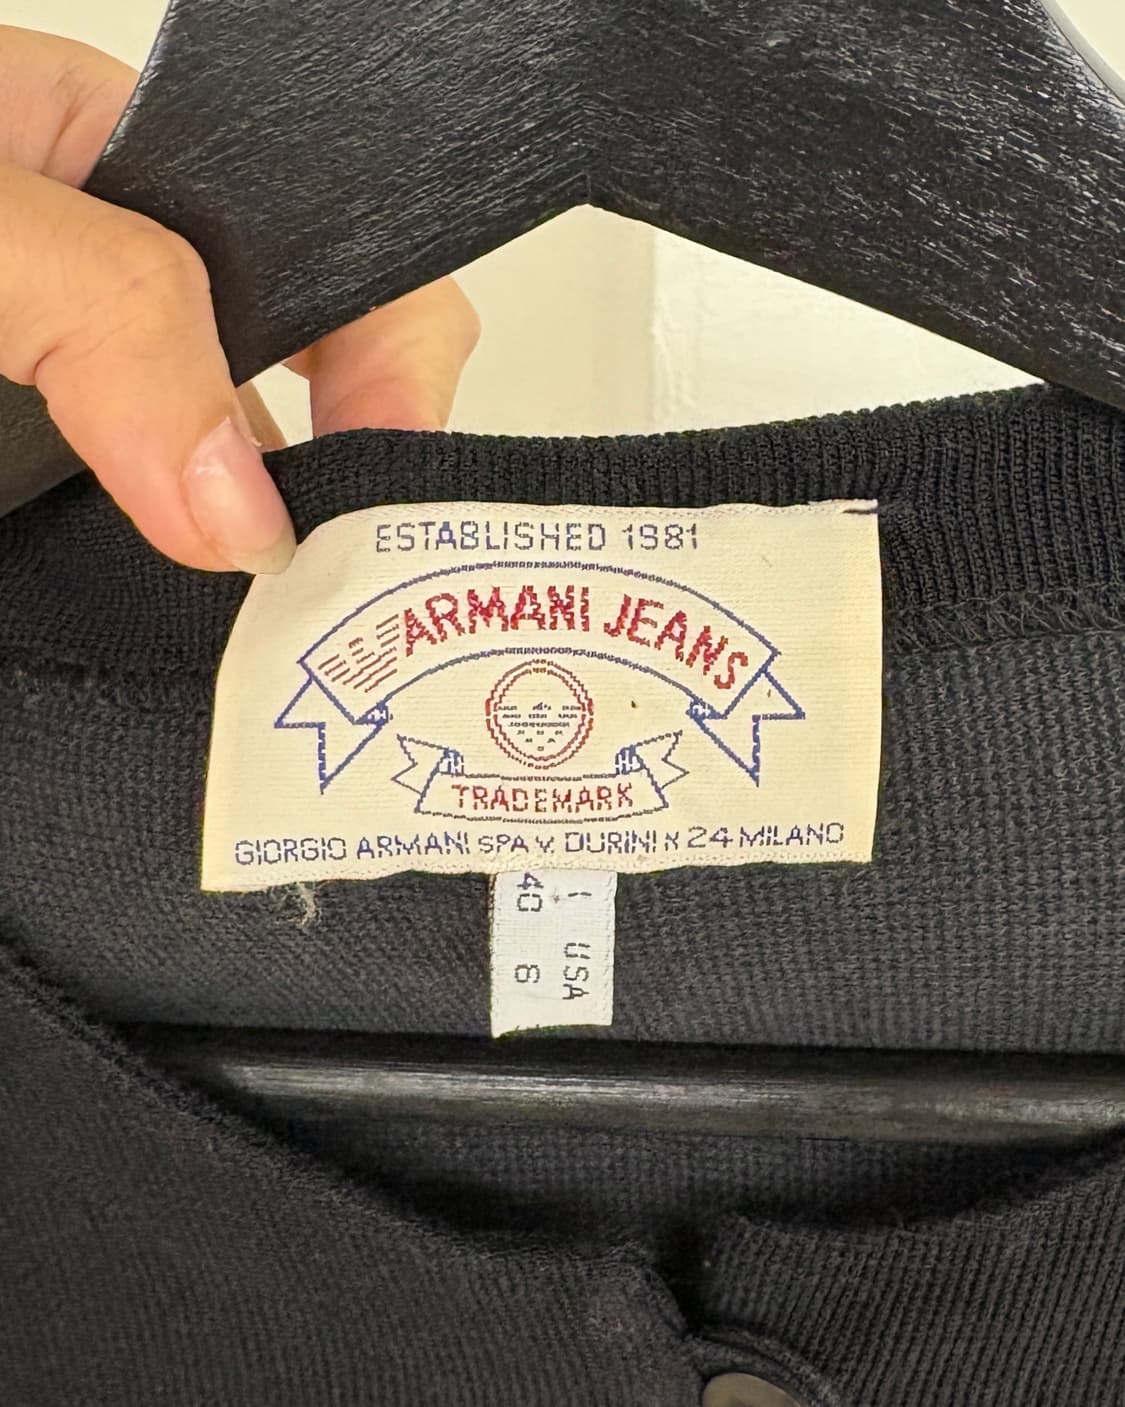 ESTABLISHED 1981
ARMANI JEANS
TRADEMARK
GIORGIO ARMANI SPA V. DURINI N 24 MILANO
I USA
40 6